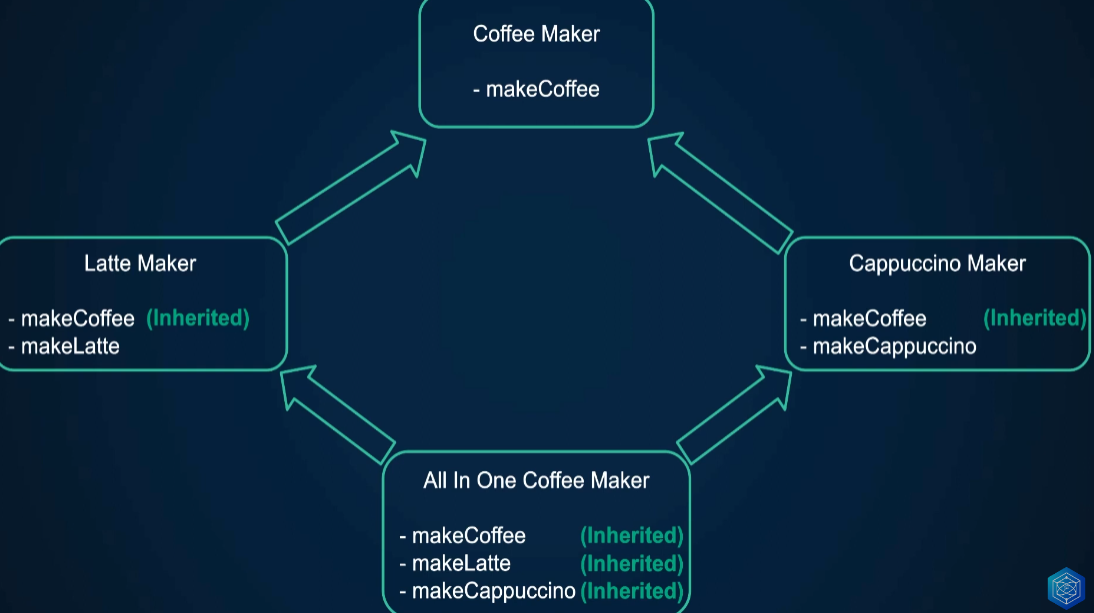 Coffee Maker
- makeCoffee
Latte Maker
- makeCoffee (Inherited)
- makeLatte
Cappuccino Maker
- makeCoffee (Inherited)
- makeCappuccino
All In One Coffee Maker
- makeCoffee (Inherited)
- makeLatte (Inherited)
- makeCappuccino (Inherited)